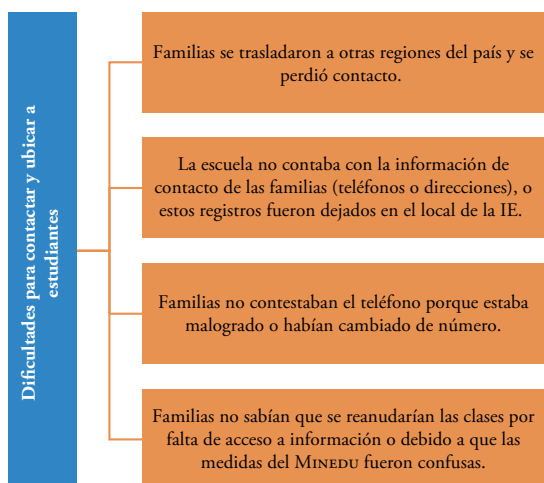 Dificultades para contactar y ubicar a
estudiantes
Familias se trasladaron a otras regiones del país y se
perdió contacto.
La escuela no contaba con la información de
contacto de las familias (teléfonos o direcciones), o
estos registros fueron dejados en el local de la IE.
Familias no contestaban el teléfono porque estaba
malogrado o habían cambiado de número.
Familias no sabían que se reanudarían las clases por
falta de acceso a información o debido a que las
medidas del MINEDU fueron confusas.